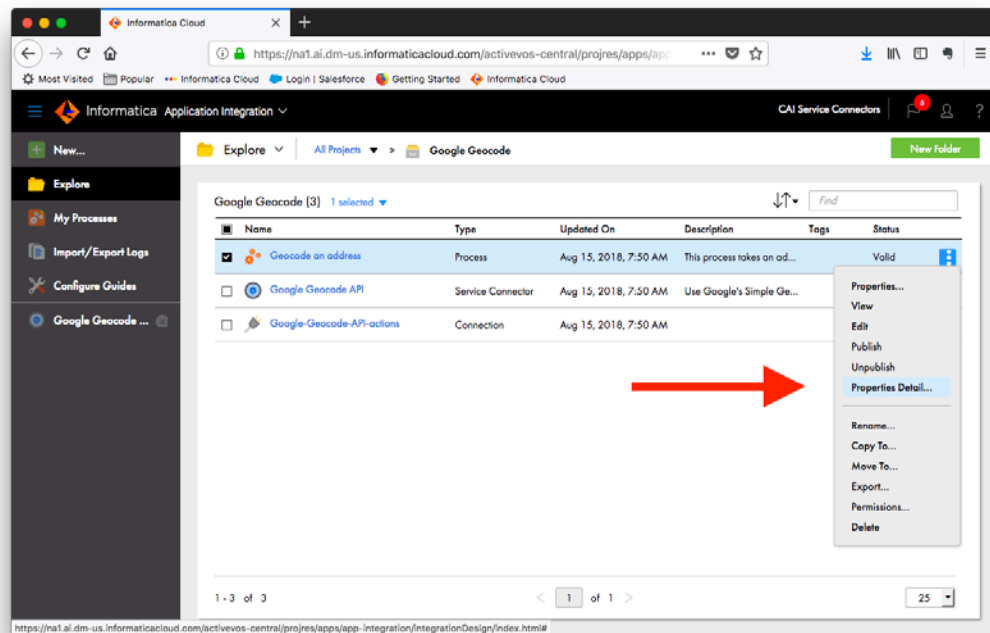 Informatica Cloud
https://na1.ai.dm-us.informaticacloud.com/activevos-central/projres/apps/app
Most Visited Popular Informatica Cloud Login | Salesforce Getting Started Informatica Cloud
Informatica Application Integration CAI Service Connectors 6 ?
New... Explore All Projects > Google Geocode New Folder
Explore
Google Geocode (3) 1 selected Find
My Processes
Name Type Updated On Description Tags Status
Import/Export Logs
Geocode an address Process Aug 15, 2018, 7:50 AM This process takes an ad... Valid
Configure Guides
Google Geocode API Service Connector Aug 15, 2018, 7:50 AM Use Google's Simple Ge...
Google Geocode ...
Google-Geocode-API-actions Connection Aug 15, 2018, 7:50 AM
Properties...
View
Edit
Publish
Unpublish
Properties Detail...
Rename...
Copy To...
Move To...
Export...
Permissions...
Delete
1 - 3 of 3 < 1 of 1 > 25
https://na1.ai.dm-us.informaticacloud.com/activevos-central/projres/apps/app-integration/integrationDesign/index.html#